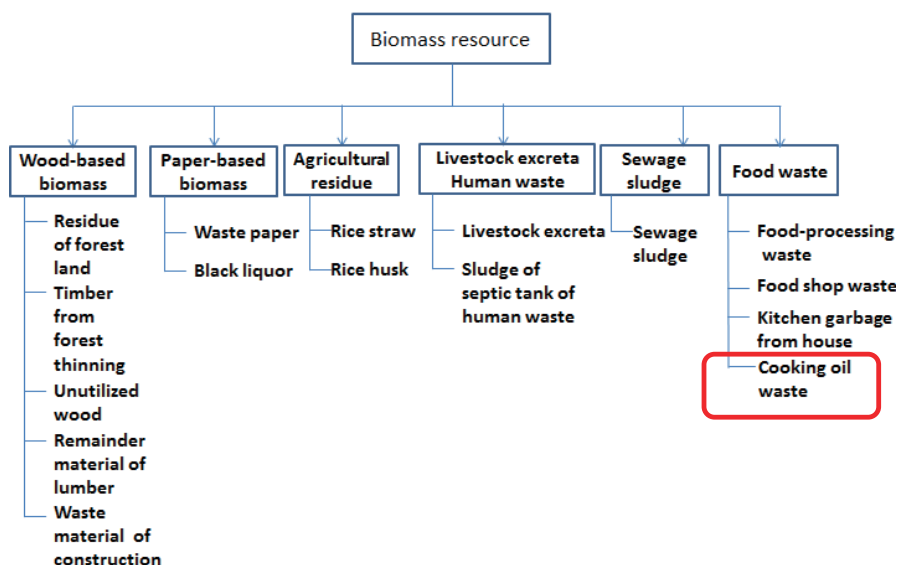 Biomass resource
Wood-based
biomass
Residue
of forest
land
Timber
from
forest
thinning
Unutilized
wood
Remainder
material of
lumber
Waste
material of
construction
Paper-based
biomass
Waste paper
Black liquor
Agricultural
residue
Rice straw
Rice husk
Livestock excreta
Human waste
Livestock excreta
Sludge of
septic tank of
human waste
Sewage
sludge
Sewage
sludge
Food waste
Food-processing
waste
Food shop waste
Kitchen garbage
from house
Cooking oil
waste